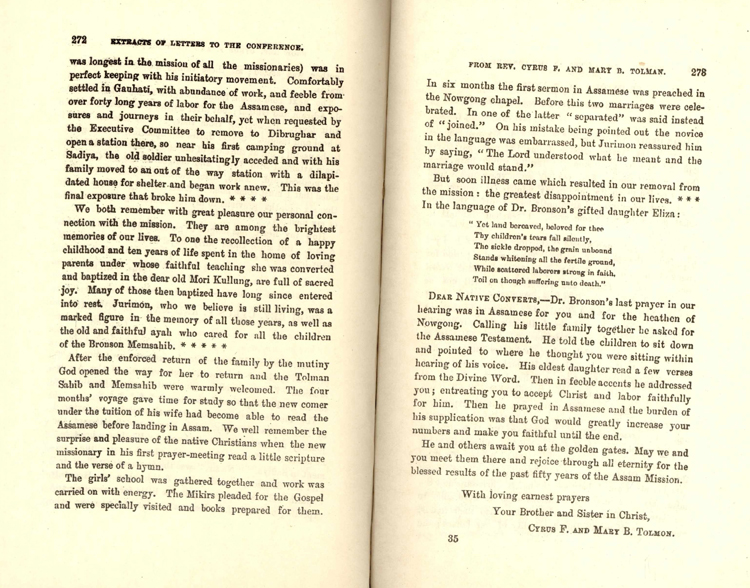 272 EXTRACTS OF LETTERS TO THE CONFERENCE.
was longest in the mission of all the missionaries) was in
perfect keeping with his initiatory movement. Comfortably
settled in Gauhati, with abundance of work, and feeble from
over forty long years of labor for the Assamese, and expo-
sures and journeys in their behalf, yet when requested by
the Executive Committee to remove to Dibrughar and
open a station there, so near his first camping ground at
Sadiya, the old soldier unhesitatingly acceded and with his
family moved to an out of the way station with a dilapi-
dated house for shelter and began work anew. This was the
final exposure that broke him down. * * * *
We both remember with great pleasure our personal con-
nection with the mission. They are among the brightest
memories of our lives. To one the recollection of a happy
childhood and ten years of life spent in the home of loving
parents under whose faithful teaching she was converted
and baptized in the dear old Mori Kullung, are full of sacred
joy. Many of those then baptized have long since entered
into rest. Jurimon, who we believe is still living, was a
marked figure in the memory of all those years, as well as
the old and faithful ayah who cared for all the children
of the Bronson Memsahib. * * * * *
After the enforced return of the family by the mutiny
God opened the way for her to return and the Tolman
Sahib and Memsahib were warmly welcomed. The four
months' voyage gave time for study so that the new comer
under the tuition of his wife had become able to read the
Assamese before landing in Assam. We well remember the
surprise and pleasure of the native Christians when the new
missionary in his first prayer-meeting read a little scripture
and the verse of a hymn.
The girls' school was gathered together and work was
carried on with energy. The Mikirs pleaded for the Gospel
and were specially visited and books prepared for them.
FROM REV. CYRUS F. AND MARY B. TOLMAN. 273
In six months the first sermon in Assamese was preached in
the Nowgong chapel. Before this two marriages were cele-
brated. In one of the latter "separated" was said instead
of "joined." On his mistake being pointed out the novice
in the language was embarrassed, but Jurimon reassured him
by saying, "The Lord understood what he meant and the
marriage would stand."
But soon illness came which resulted in our removal from
the mission: the greatest disappointment in our lives. * * *
In the language of Dr. Bronson's gifted daughter Eliza:
"Yet land bereaved, beloved for thee
Thy children's tears fall silently,
The sickle dropped, the grain unbound
Stands whitening all the fertile ground,
While scattered laborers strong in faith,
Toil on though suffering unto death."
DEAR NATIVE CONVERTS,—Dr. Bronson's last prayer in our
hearing was in Assamese for you and for the heathen of
Nowgong. Calling his little family together he asked for
the Assamese Testament. He told the children to sit down
and pointed to where he thought you were sitting within
hearing of his voice. His eldest daughter read a few verses
from the Divine Word. Then in feeble accents he addressed
you; entreating you to accept Christ and labor faithfully
for him. Then he prayed in Assamese and the burden of
his supplication was that God would greatly increase your
numbers and make you faithful until the end.
He and others await you at the golden gates. May we and
you meet them there and rejoice through all eternity for the
blessed results of the past fifty years of the Assam Mission.
With loving earnest prayers
Your Brother and Sister in Christ,
CYRUS F. AND MARY B. TOLMON.
35